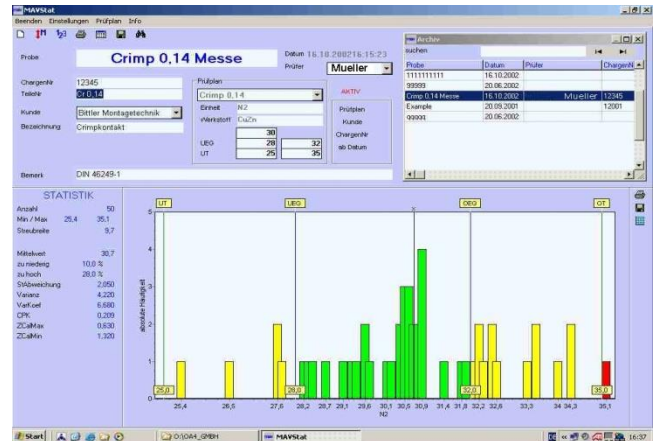 MAVStat
Beenden Einstellungen Prüfplan Info
Probe
Crimp 0,14 Messe
Datum 16.10.2002 16:15:23
Prüfer
Mueller
ChargenNr 12345
TeileNr Cr 0,14
Kunde Bittler Montagetechnik
Bezeichnung Crimpkontakt
Bemerk DIN 46249-1
Prüfplan
Crimp 0,14
Einheit N2
Werkstoff CuZn
30
UEG 28 32
UT 25 35
AKTIV
Prüfplan
Kunde
ChargenNr
ab Datum
Archiv
suchen
Probe Datum Prüfer ChargenN
1111111111 16.10.2002
99999 20.06.2002
Crimp 0,14 Messe 16.10.2002 Mueller 12345
Example 20.09.2001 12001
qqqqq 20.06.2002
STATISTIK
Anzahl 50
Min / Max 25,4 35,1
Streubreite 9,7
Mittelwert 30,7
zu niederig 10,0 %
zu hoch 28,0 %
StAbweichung 2,050
Varianz 4,220
VarKoef 6,680
CPK 0,209
ZCalMax 0,630
ZCalMin 1,320
UT UEG x OEG OT
absolute Häufigkeit
5
4
3
2
1
25,0 28,0 32,0 35,0
25,4 26,6 27,6 28,2 28,7 29,1 29,6 30,1 30,5 30,9 31,4 31,8 32,2 32,8 33,3 34 34,3 35,1
N2
Start
O:\OA4_GMBH
MAVStat
16:37